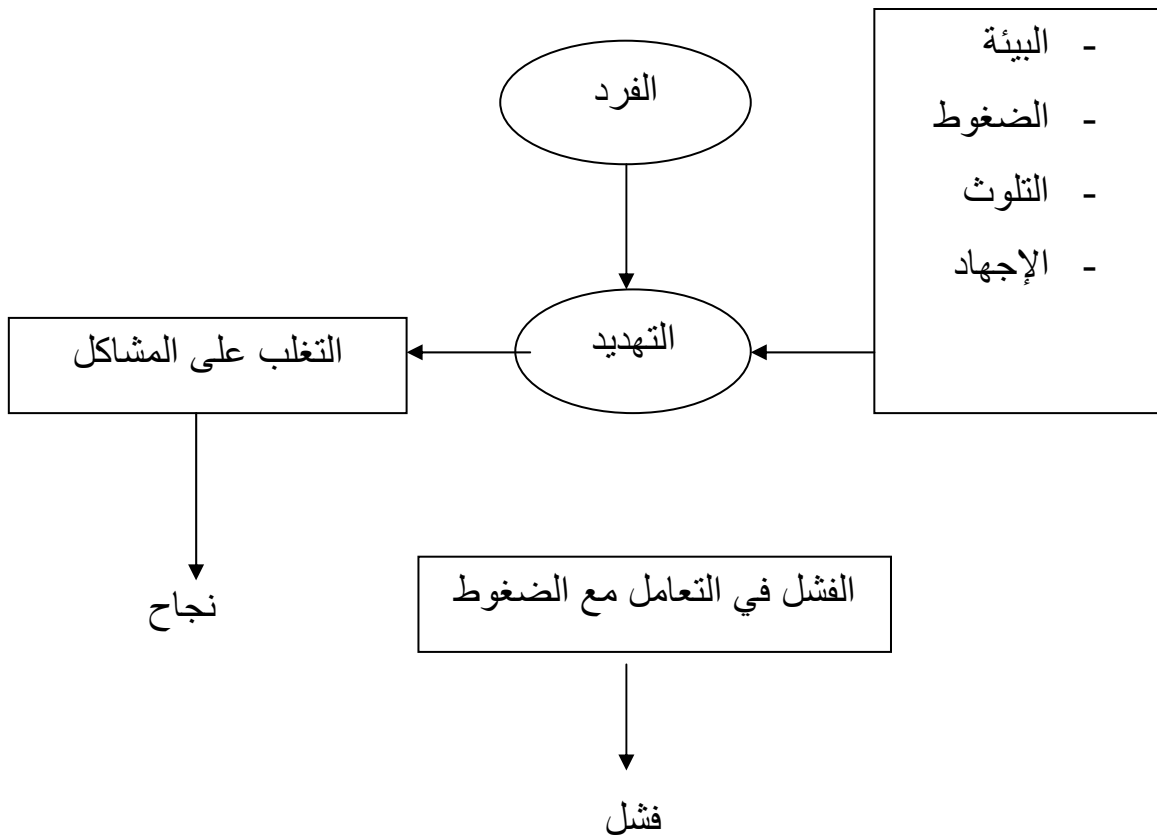 - البيئة
- الضغوط
- التلوث
- الإجهاد
الفرد
التهديد
التغلب على المشاكل
نجاح
الفشل في التعامل مع الضغوط
فشل